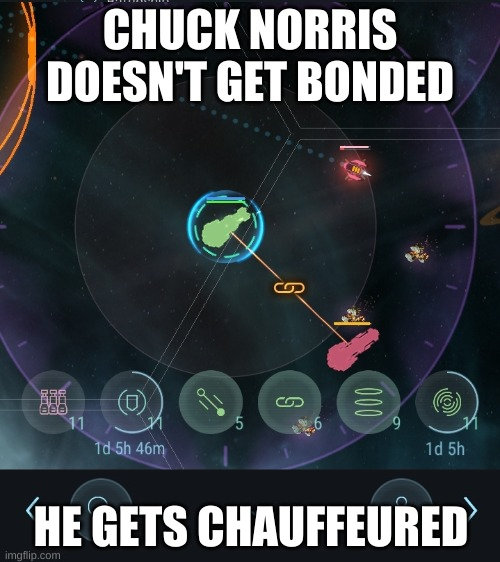 CHUCK NORRIS
DOESN'T GET BONDED
11
11
5
6
9
11
1d 5h 46m
1d 5h
HE GETS CHAUFFEURED
imgflip.com